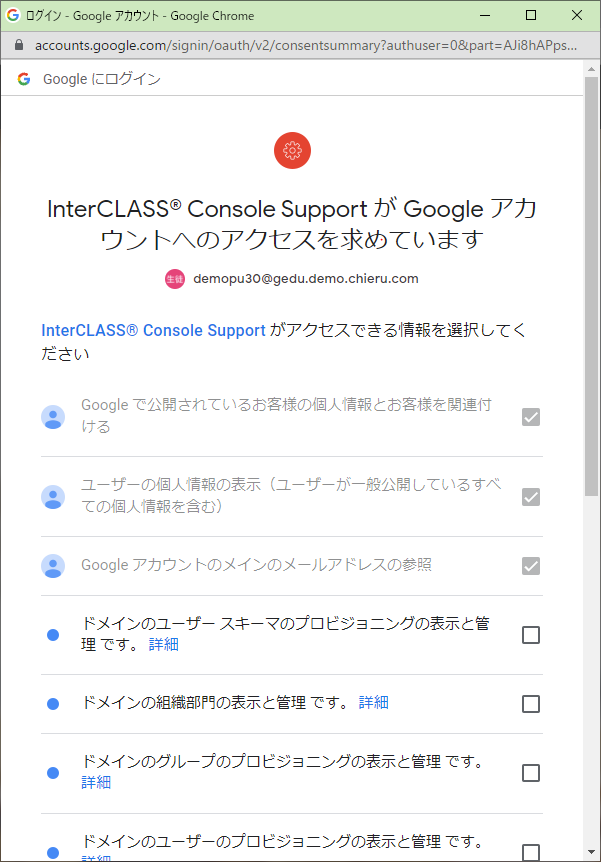 ログイン - Google アカウント - Google Chrome
accounts.google.com/signin/oauth/v2/consentsummary?authuser=0&part=AJi8hAPps...
Google にログイン
InterCLASS® Console Support が Google アカ
ウントへのアクセスを求めています
生徒 demopu30@gedu.demo.chieru.com
InterCLASS® Console Support がアクセスできる情報を選択してく
ださい
Google で公開されているお客様の個人情報とお客様を関連付
ける
ユーザーの個人情報の表示（ユーザーが一般公開しているすべ
ての個人情報を含む）
Google アカウントのメインのメールアドレスの参照
ドメインのユーザー スキーマのプロビジョニングの表示と管
理 です。 詳細
ドメインの組織部門の表示と管理 です。 詳細
ドメインのグループのプロビジョニングの表示と管理 です。
詳細
ドメインのユーザーのプロビジョニングの表示と管理 です。
詳細